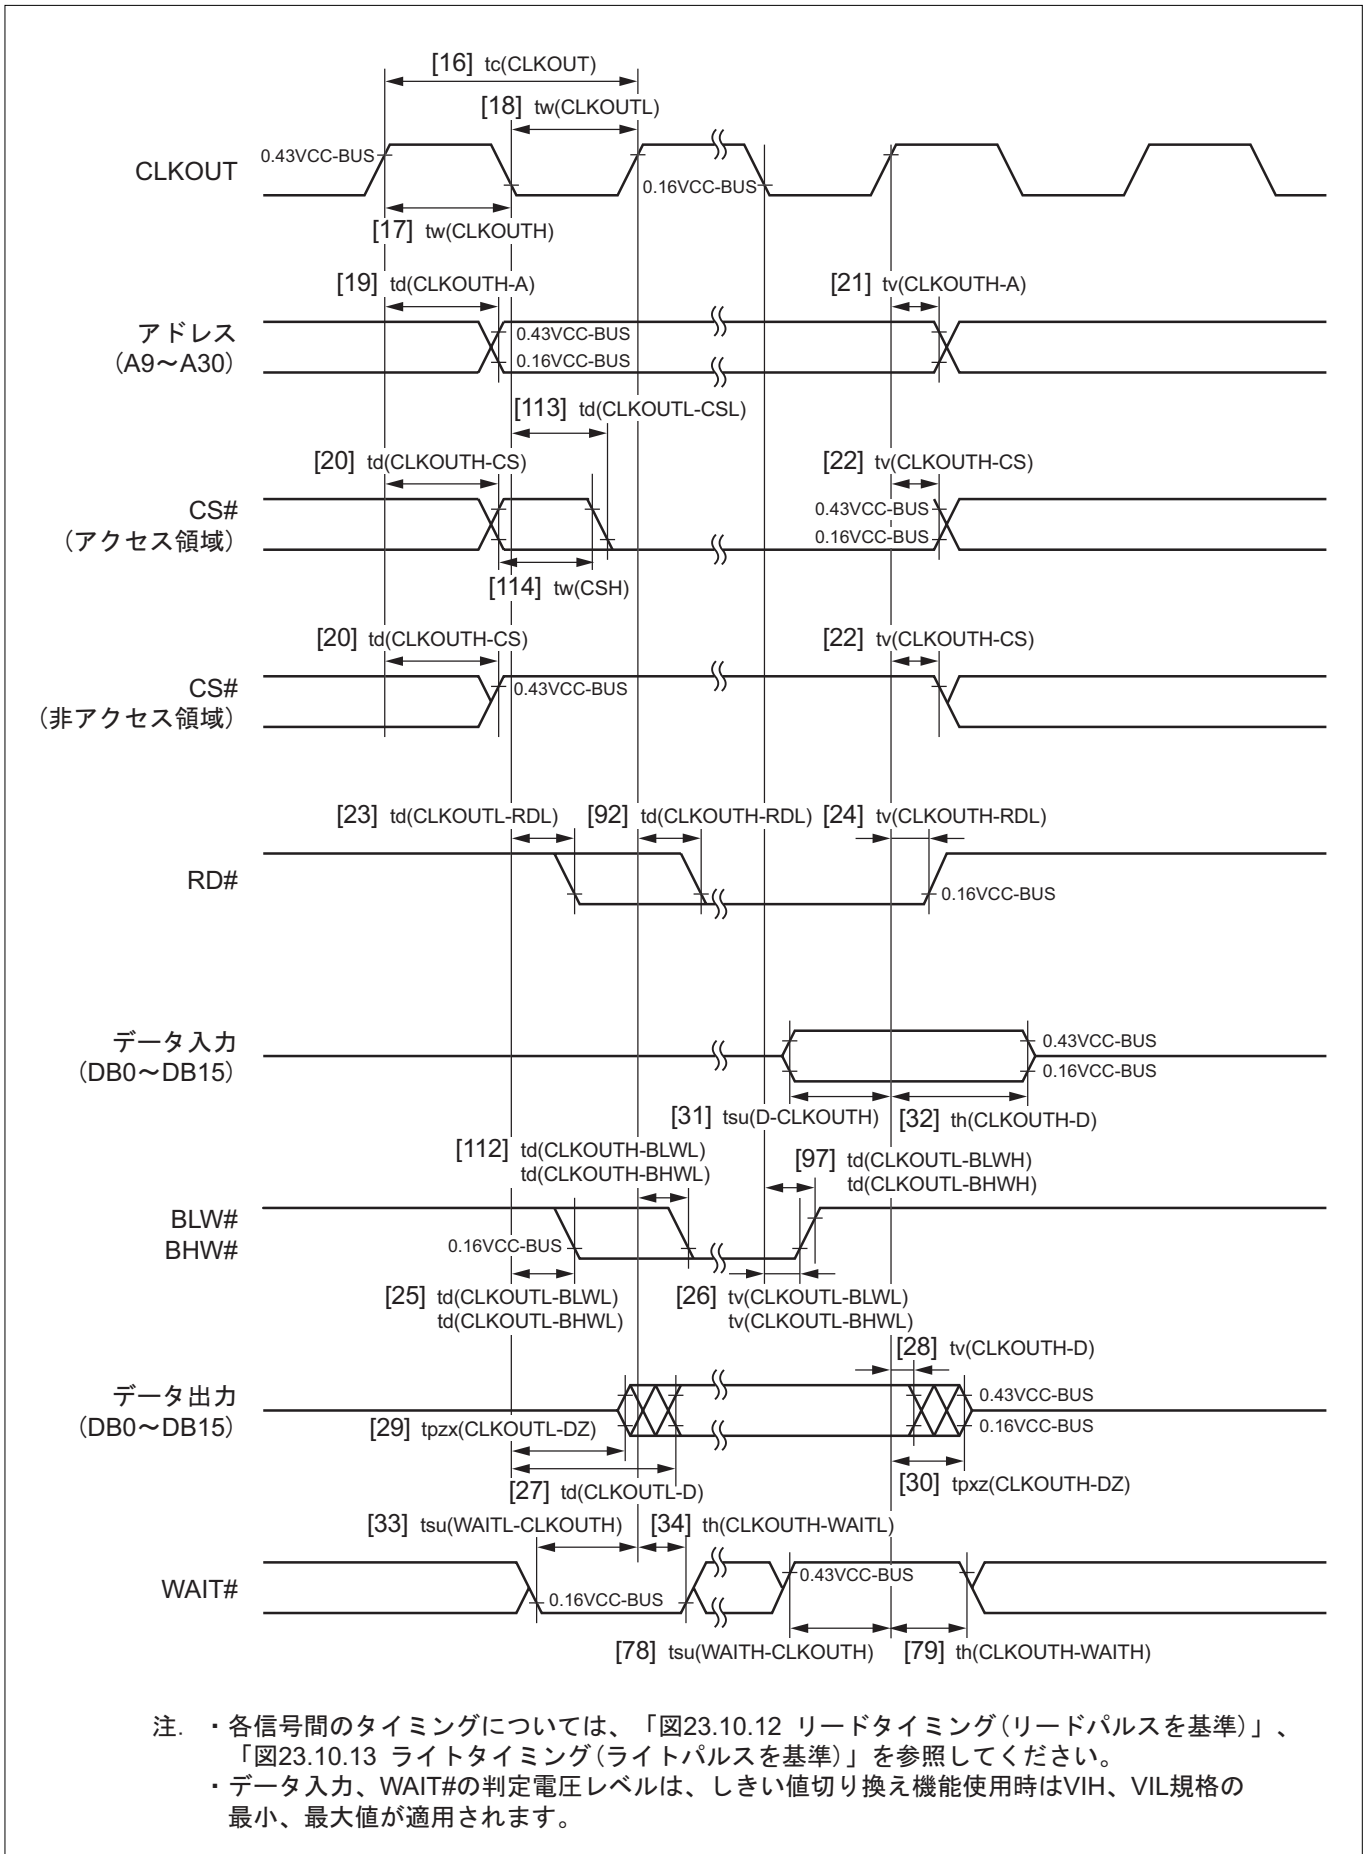 [16] tc(CLKOUT)
[18] tw(CLKOUTL)
CLKOUT
0.43VCC-BUS
0.16VCC-BUS
[17] tw(CLKOUTH)
[19] td(CLKOUTH-A)
[21] tv(CLKOUTH-A)
アドレス
（A9～A30）
0.43VCC-BUS
0.16VCC-BUS
[113] td(CLKOUTL-CSL)
[20] td(CLKOUTH-CS)
[22] tv(CLKOUTH-CS)
CS#
（アクセス領域）
0.43VCC-BUS
0.16VCC-BUS
[114] tw(CSH)
[20] td(CLKOUTH-CS)
[22] tv(CLKOUTH-CS)
CS#
（非アクセス領域）
0.43VCC-BUS
[23] td(CLKOUTL-RDL)
[92] td(CLKOUTH-RDL)
[24] tv(CLKOUTH-RDL)
RD#
0.16VCC-BUS
データ入力
（DB0～DB15）
0.43VCC-BUS
0.16VCC-BUS
[31] tsu(D-CLKOUTH)
[32] th(CLKOUTH-D)
[112] td(CLKOUTH-BLWL)
td(CLKOUTH-BHWL)
[97] td(CLKOUTL-BLWH)
td(CLKOUTL-BHWH)
BLW#
BHW#
0.16VCC-BUS
[25] td(CLKOUTL-BLWL)
td(CLKOUTL-BHWL)
[26] tv(CLKOUTL-BLWL)
tv(CLKOUTL-BHWL)
[28] tv(CLKOUTH-D)
データ出力
（DB0～DB15）
0.43VCC-BUS
0.16VCC-BUS
[29] tpzx(CLKOUTL-DZ)
[27] td(CLKOUTL-D)
[30] tpxz(CLKOUTH-DZ)
[33] tsu(WAITL-CLKOUTH)
[34] th(CLKOUTH-WAITL)
WAIT#
0.16VCC-BUS
0.43VCC-BUS
[78] tsu(WAITH-CLKOUTH)
[79] th(CLKOUTH-WAITH)
注. ・各信号間のタイミングについては、「図23.10.12 リードタイミング（リードパルスを基準）」、
「図23.10.13 ライトタイミング（ライトパルスを基準）」を参照してください。
・データ入力、WAIT#の判定電圧レベルは、しきい値切り換え機能使用時はVIH、VIL規格の
最小、最大値が適用されます。